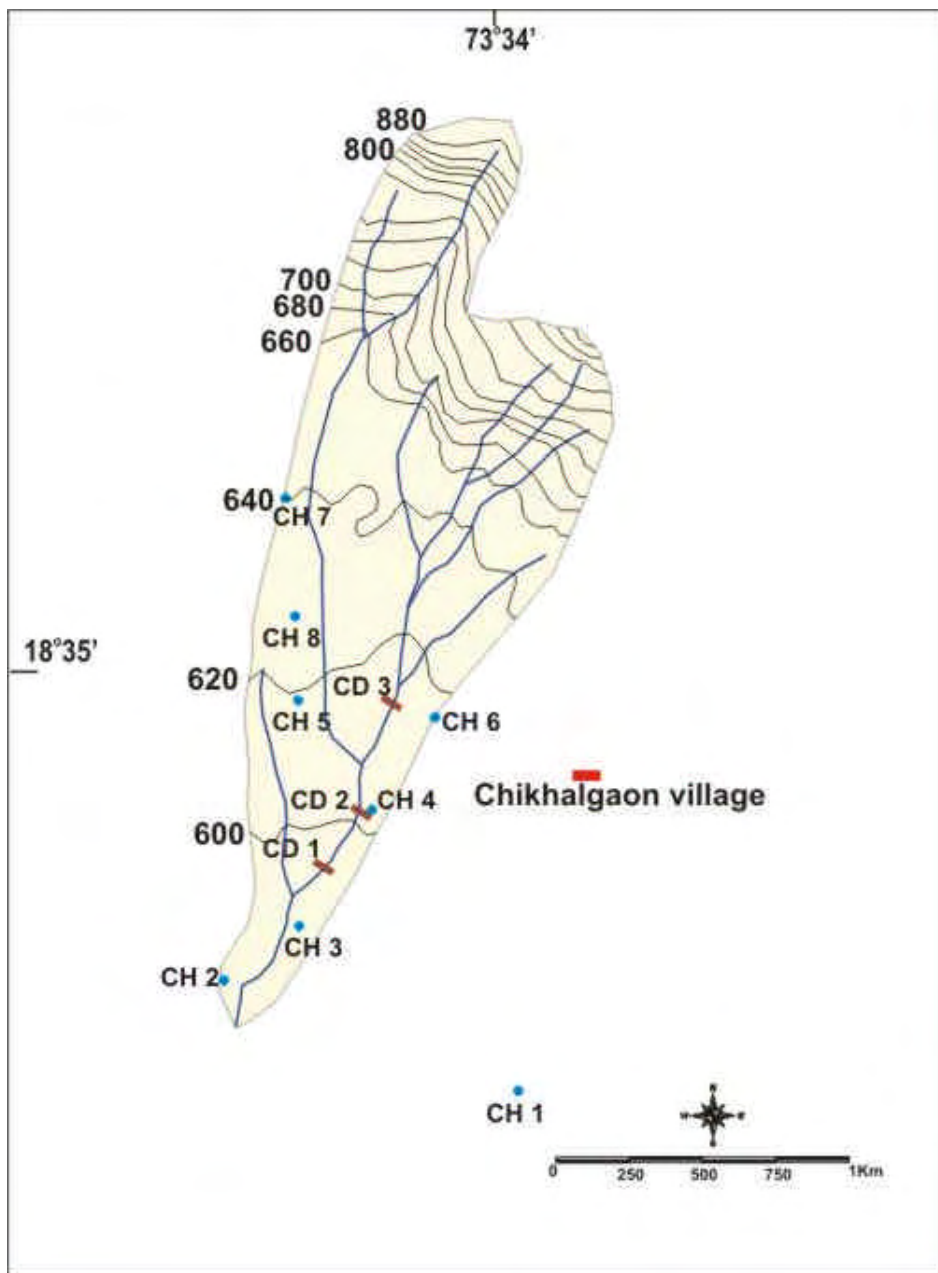 73°34'
880
800
700
680
660
640
CH 7
CH 8
18°35'
620
CD 3
CH 5
CH 6
Chikhalgaon village
CD 2
CH 4
600
CD 1
CH 3
CH 2
CH 1
N
S
0 250 500 750 1Km